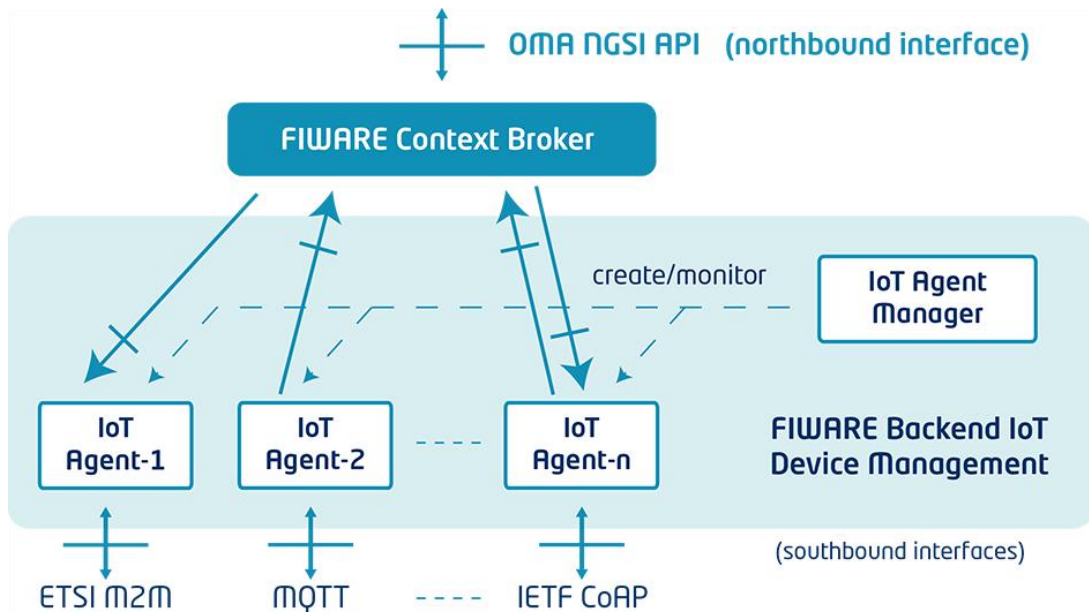 OMA NGSI API (northbound interface)
FIWARE Context Broker
create/monitor
IoT Agent
Manager
IoT
Agent-1
IoT
Agent-2
IoT
Agent-n
FIWARE Backend IoT
Device Management
(southbound interfaces)
ETSI M2M
MQTT
IETF CoAP